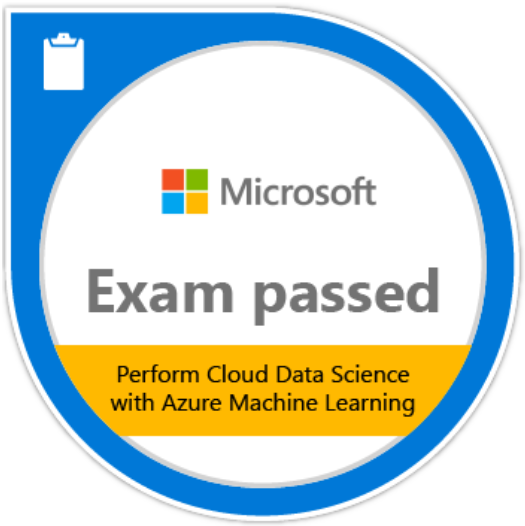 Microsoft
Exam passed
Perform Cloud Data Science
with Azure Machine Learning